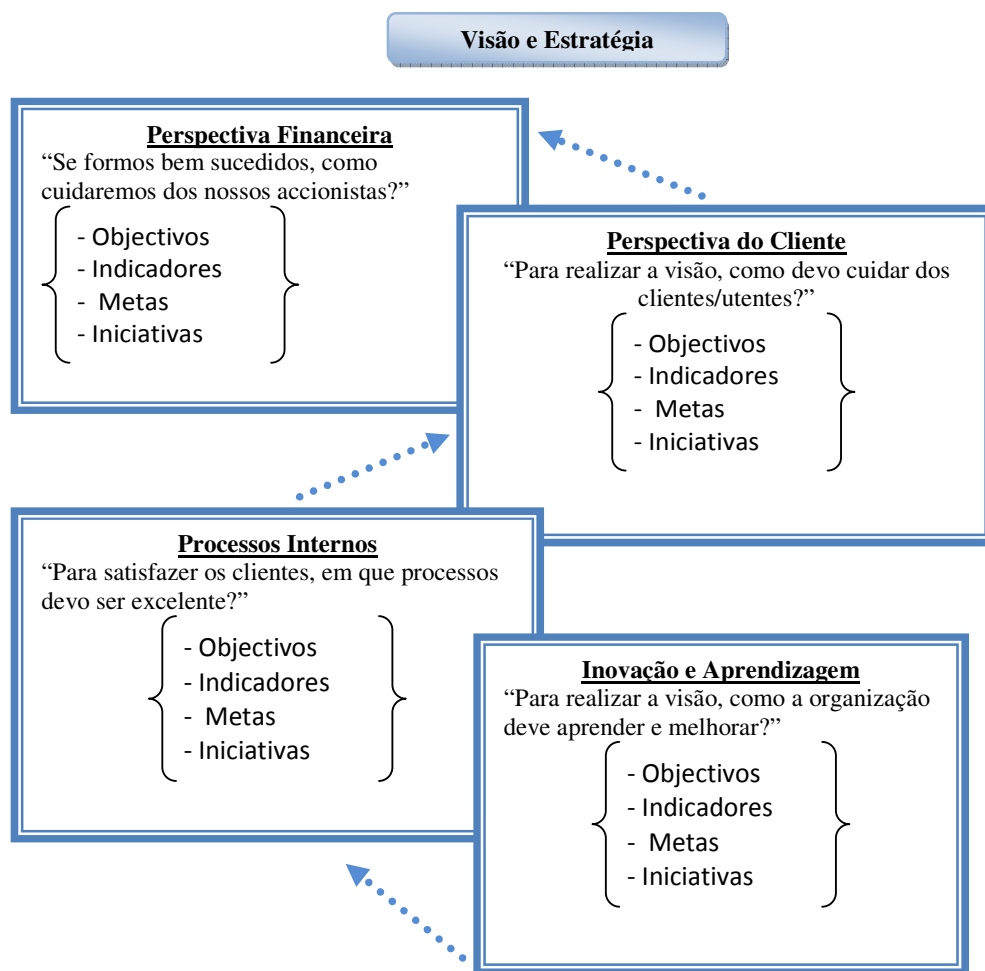 Visão e Estratégia
Perspectiva Financeira
“Se formos bem sucedidos, como
cuidaremos dos nossos accionistas?”
- Objectivos
- Indicadores
- Metas
- Iniciativas
Perspectiva do Cliente
“Para realizar a visão, como devo cuidar dos
clientes/utentes?”
- Objectivos
- Indicadores
- Metas
- Iniciativas
Processos Internos
“Para satisfazer os clientes, em que processos
devo ser excelente?”
- Objectivos
- Indicadores
- Metas
- Iniciativas
Inovação e Aprendizagem
“Para realizar a visão, como a organização
deve aprender e melhorar?”
- Objectivos
- Indicadores
- Metas
- Iniciativas